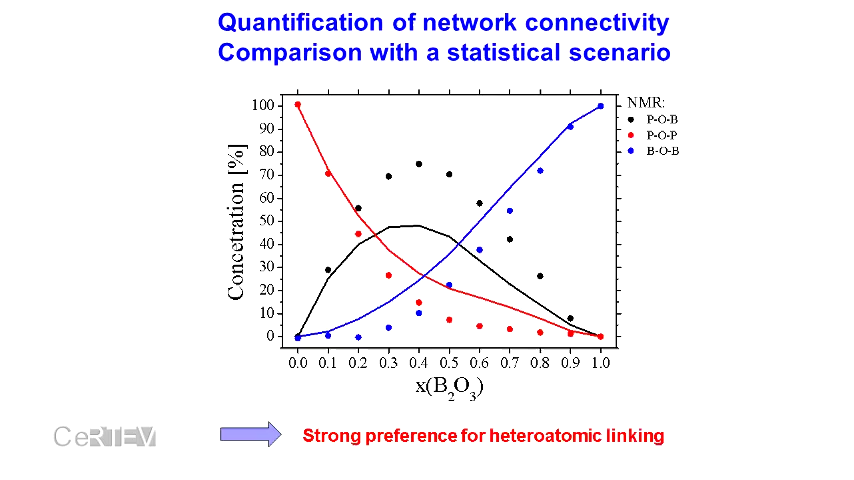 Quantification of network connectivity
Comparison with a statistical scenario
NMR:
P-O-B
P-O-P
B-O-B
Concetration [%]
100
90
80
70
60
50
40
30
20
10
0
0.0 0.1 0.2 0.3 0.4 0.5 0.6 0.7 0.8 0.9 1.0
x(B₂O₃)
CeRTEV
Strong preference for heteroatomic linking